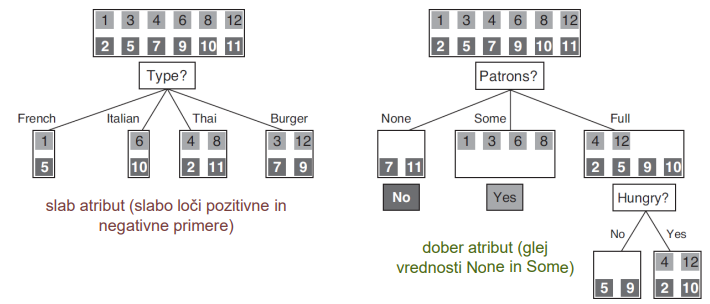 1 3 4 6 8 12
2 5 7 9 10 11
Type?
French Italian Thai Burger
1 6 4 8 3 12
5 10 2 11 7 9
slab atribut (slabo loči pozitivne in
negativne primere)
1 3 4 6 8 12
2 5 7 9 10 11
Patrons?
None Some Full
1 3 6 8 4 12
7 11 2 5 9 10
No Yes Hungry?
No Yes
4 12
5 9 2 10
dober atribut (glej
vrednosti None in Some)